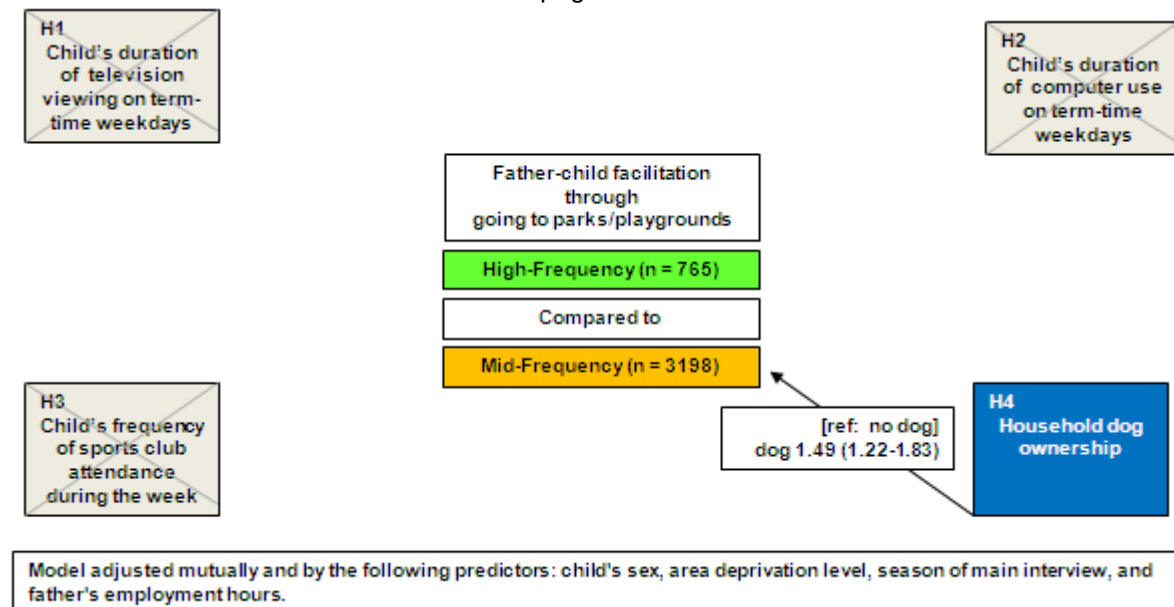 H1
Child's duration
of television
viewing on term-
time weekdays
H2
Child's duration
of computer use
on term-time
weekdays
Father-child facilitation
through
going to parks/playgrounds
High-Frequency (n = 765)
Compared to
Mid-Frequency (n = 3198)
H3
Child's frequency
of sports club
attendance
during the week
[ref: no dog]
dog 1.49 (1.22-1.83)
H4
Household dog
ownership
Model adjusted mutually and by the following predictors: child's sex, area deprivation level, season of main interview, and
father's employment hours.